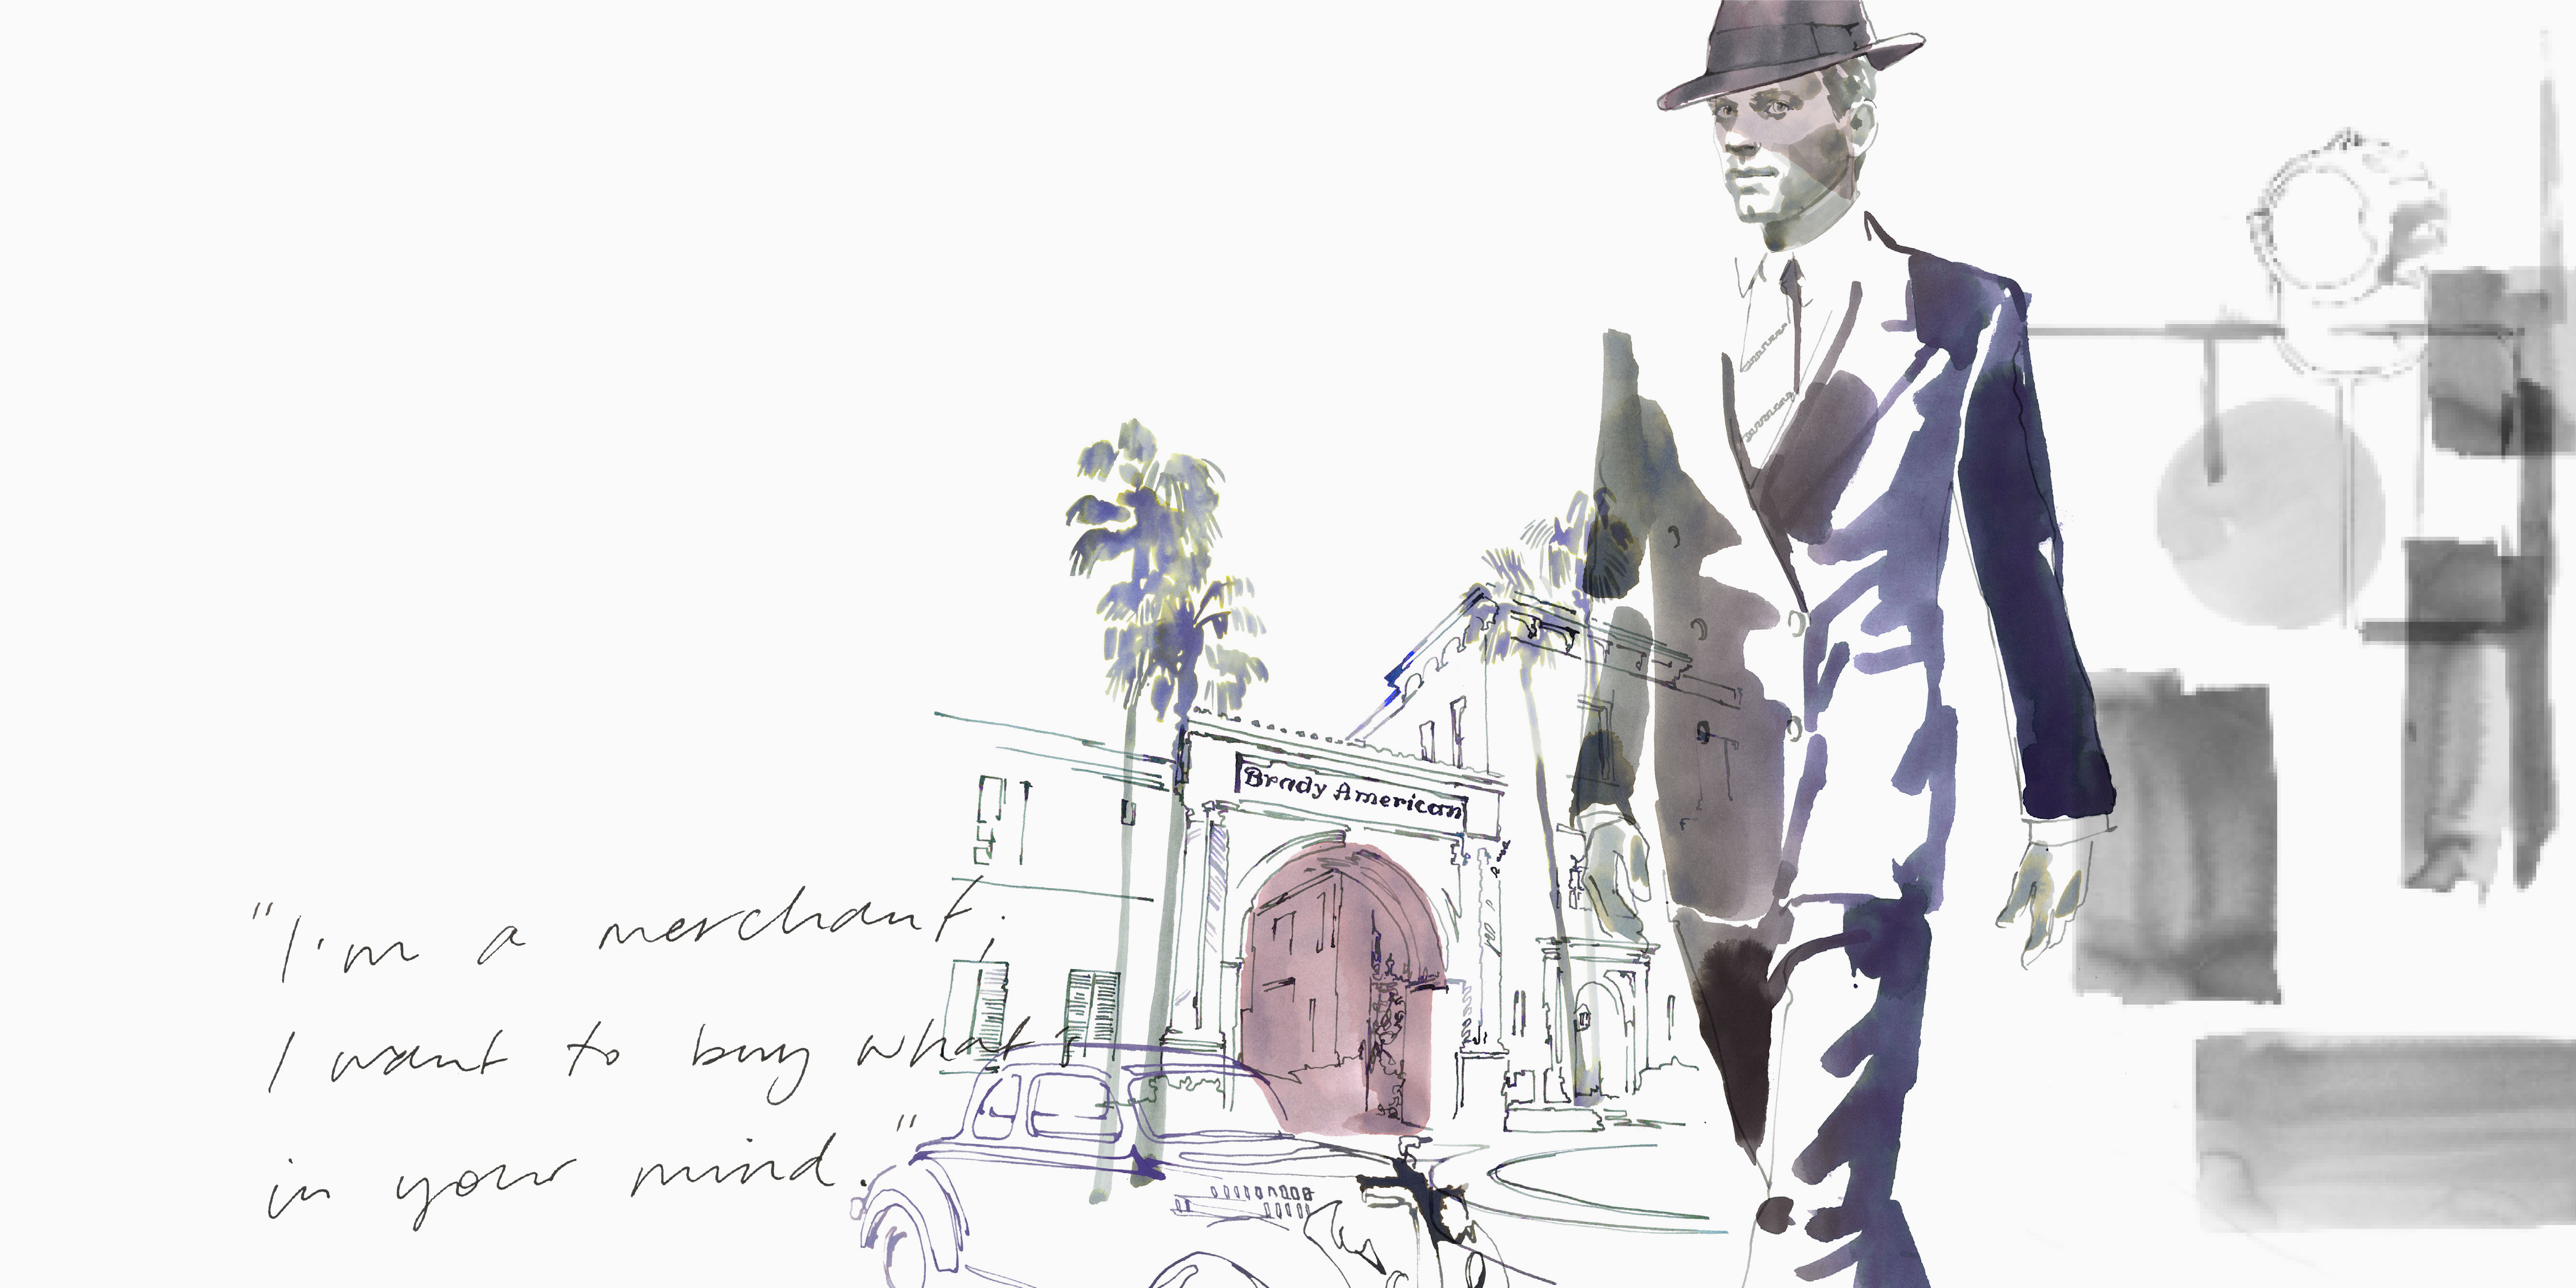 "I'm a merchant,
I want to buy what's
in your mind."
Brady American